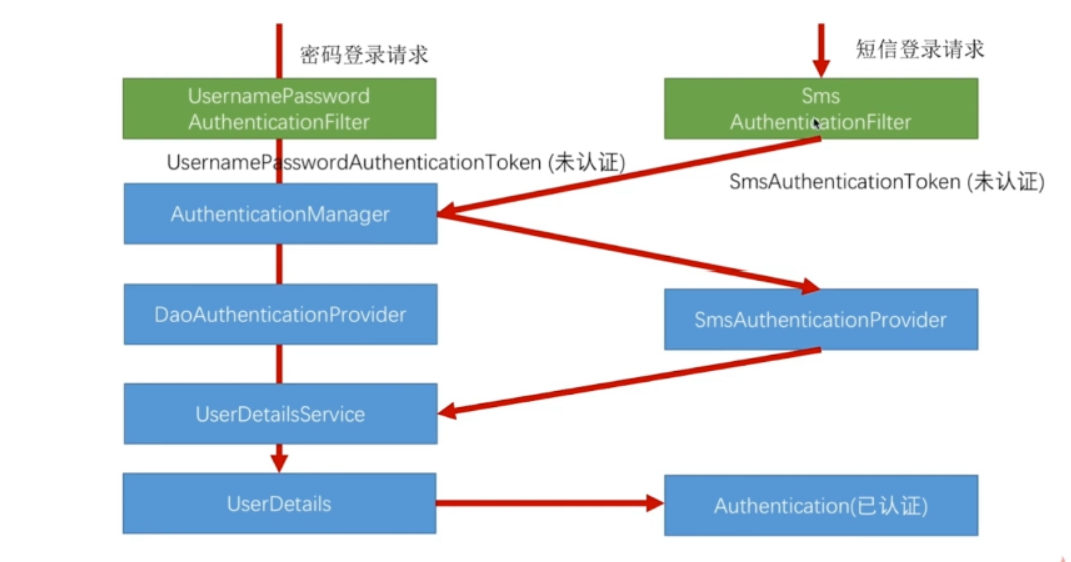 密码登录请求
短信登录请求
UsernamePassword
AuthenticationFilter
Sms
AuthenticationFilter
UsernamePasswordAuthenticationToken (未认证)
SmsAuthenticationToken (未认证)
AuthenticationManager
DaoAuthenticationProvider
SmsAuthenticationProvider
UserDetailsService
UserDetails
Authentication(已认证)